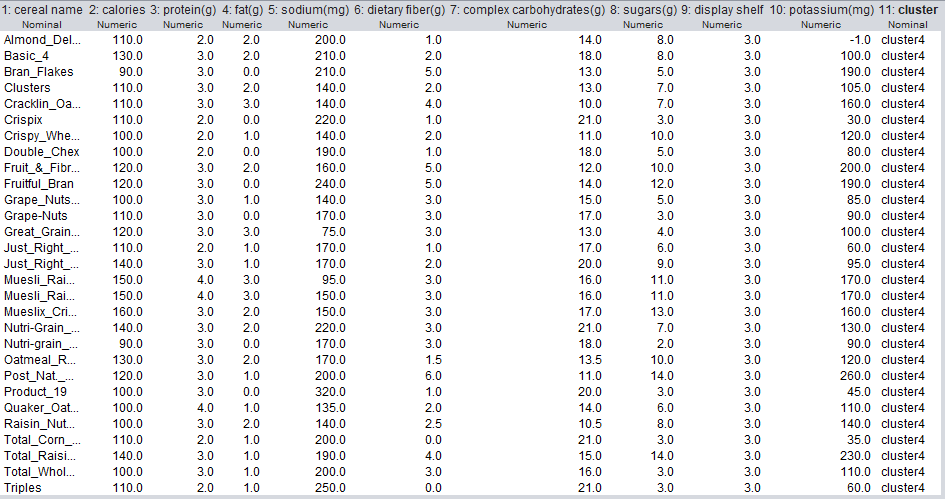 1: cereal name 2: calories 3: protein(g) 4: fat(g) 5: sodium(mg) 6: dietary fiber(g) 7: complex carbohydrates(g) 8: sugars(g) 9: display shelf 10: potassium(mg) 11: cluster
Nominal Numeric Numeric Numeric Numeric Numeric Numeric Numeric Numeric Numeric Nominal
Almond_Del... 110.0 2.0 2.0 200.0 1.0 14.0 8.0 3.0 -1.0 cluster4
Basic_4 130.0 3.0 2.0 210.0 2.0 18.0 8.0 3.0 100.0 cluster4
Bran_Flakes 90.0 3.0 0.0 210.0 5.0 13.0 5.0 3.0 190.0 cluster4
Clusters 110.0 3.0 2.0 140.0 2.0 13.0 7.0 3.0 105.0 cluster4
Cracklin_Oa... 110.0 3.0 3.0 140.0 4.0 10.0 7.0 3.0 160.0 cluster4
Crispix 110.0 2.0 0.0 220.0 1.0 21.0 3.0 3.0 30.0 cluster4
Crispy_Whe... 100.0 2.0 1.0 140.0 2.0 11.0 10.0 3.0 120.0 cluster4
Double_Chex 100.0 2.0 0.0 190.0 1.0 18.0 5.0 3.0 80.0 cluster4
Fruit_&_Fibr... 120.0 3.0 2.0 160.0 5.0 12.0 10.0 3.0 200.0 cluster4
Fruitful_Bran 120.0 3.0 0.0 240.0 5.0 14.0 12.0 3.0 190.0 cluster4
Grape_Nuts... 100.0 3.0 1.0 140.0 3.0 15.0 5.0 3.0 85.0 cluster4
Grape-Nuts 110.0 3.0 0.0 170.0 3.0 17.0 3.0 3.0 90.0 cluster4
Great_Grain... 120.0 3.0 3.0 75.0 3.0 13.0 4.0 3.0 100.0 cluster4
Just_Right_... 110.0 2.0 1.0 170.0 1.0 17.0 6.0 3.0 60.0 cluster4
Just_Right_... 140.0 3.0 1.0 170.0 2.0 20.0 9.0 3.0 95.0 cluster4
Muesli_Rai... 150.0 4.0 3.0 95.0 3.0 16.0 11.0 3.0 170.0 cluster4
Muesli_Rai... 150.0 4.0 3.0 150.0 3.0 16.0 11.0 3.0 170.0 cluster4
Mueslix_Cri... 160.0 3.0 2.0 150.0 3.0 17.0 13.0 3.0 160.0 cluster4
Nutri-Grain_... 140.0 3.0 2.0 220.0 3.0 21.0 7.0 3.0 130.0 cluster4
Nutri-grain_... 90.0 3.0 0.0 170.0 3.0 18.0 2.0 3.0 90.0 cluster4
Oatmeal_R... 130.0 3.0 2.0 170.0 1.5 13.5 10.0 3.0 120.0 cluster4
Post_Nat._... 120.0 3.0 1.0 200.0 6.0 11.0 14.0 3.0 260.0 cluster4
Product_19 100.0 3.0 0.0 320.0 1.0 20.0 3.0 3.0 45.0 cluster4
Quaker_Oat... 100.0 4.0 1.0 135.0 2.0 14.0 6.0 3.0 110.0 cluster4
Raisin_Nut... 100.0 3.0 2.0 140.0 2.5 10.5 8.0 3.0 140.0 cluster4
Total_Corn_... 110.0 2.0 1.0 200.0 0.0 21.0 3.0 3.0 35.0 cluster4
Total_Raisi... 140.0 3.0 1.0 190.0 4.0 15.0 14.0 3.0 230.0 cluster4
Total_Whol... 100.0 3.0 1.0 200.0 3.0 16.0 3.0 3.0 110.0 cluster4
Triples 110.0 2.0 1.0 250.0 0.0 21.0 3.0 3.0 60.0 cluster4